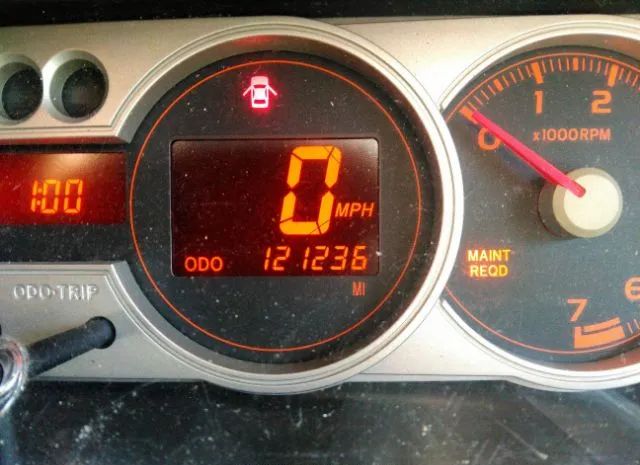 1:00
0 MPH
ODO 121236
MI
ODO·TRIP
0 1 2
x1000RPM
MAINT
REQD
7 6